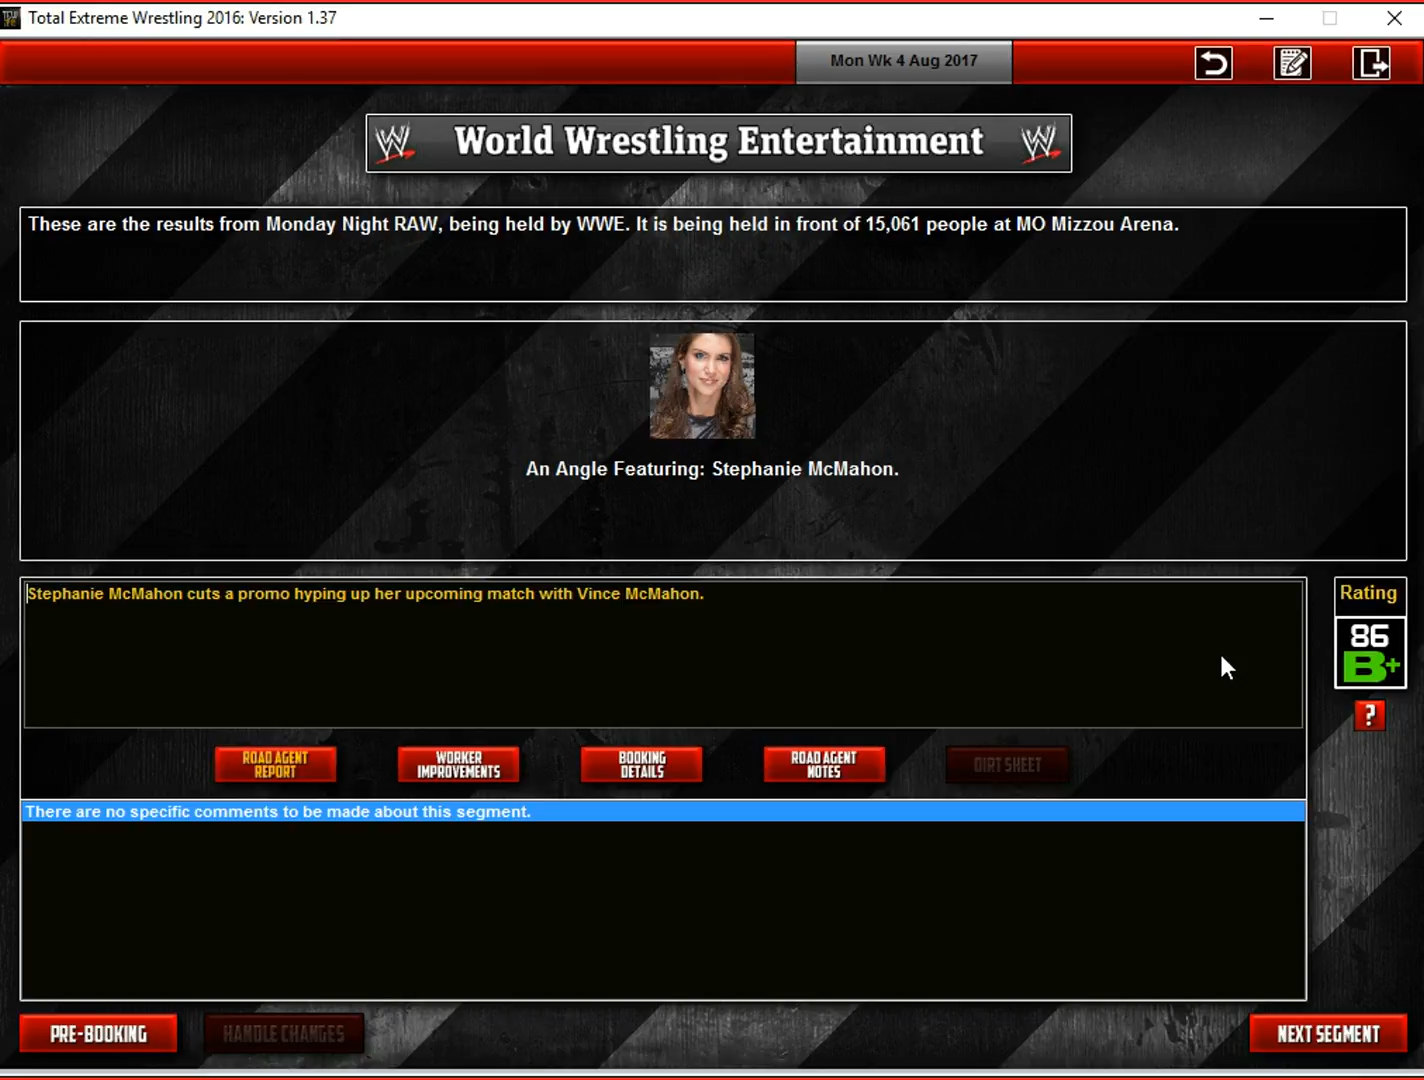 Total Extreme Wrestling 2016: Version 1.37
Mon Wk 4 Aug 2017
World Wrestling Entertainment
These are the results from Monday Night RAW, being held by WWE. It is being held in front of 15,061 people at MO Mizzou Arena.
An Angle Featuring: Stephanie McMahon.
Stephanie McMahon cuts a promo hyping up her upcoming match with Vince McMahon.
Rating
86
B+
?
ROAD AGENT
REPORT
WORKER
IMPROVEMENTS
BOOKING
DETAILS
ROAD AGENT
NOTES
DIRT SHEET
There are no specific comments to be made about this segment.
PRE-BOOKING
HANDLE CHANGES
NEXT SEGMENT